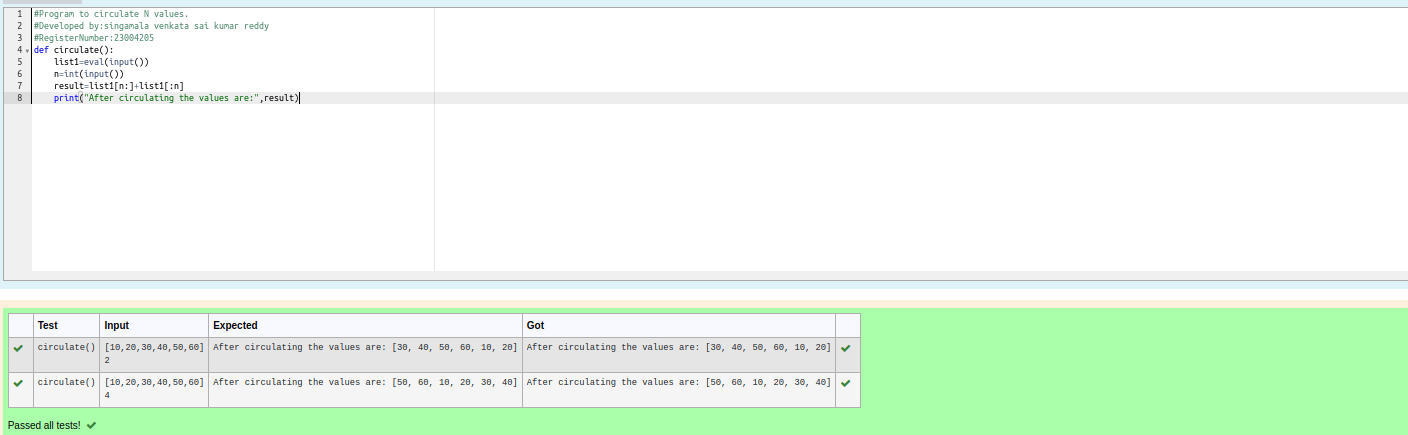 1 #Program to circulate N values.
2 #Developed by:singamala venkata sai kumar reddy
3 #RegisterNumber:23004205
4 def circulate():
5     list1=eval(input())
6     n=int(input())
7     result=list1[n:]+list1[:n]
8     print("After circulating the values are:",result)
Test Input Expected Got
circulate() [10,20,30,40,50,60] After circulating the values are: [30, 40, 50, 60, 10, 20] After circulating the values are: [30, 40, 50, 60, 10, 20]
2
circulate() [10,20,30,40,50,60] After circulating the values are: [50, 60, 10, 20, 30, 40] After circulating the values are: [50, 60, 10, 20, 30, 40]
4
Passed all tests!